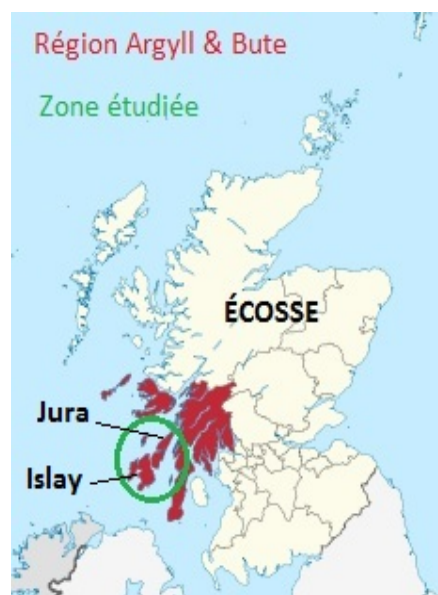 Région Argyll & Bute
Zone étudiée
ÉCOSSE
Jura
Islay